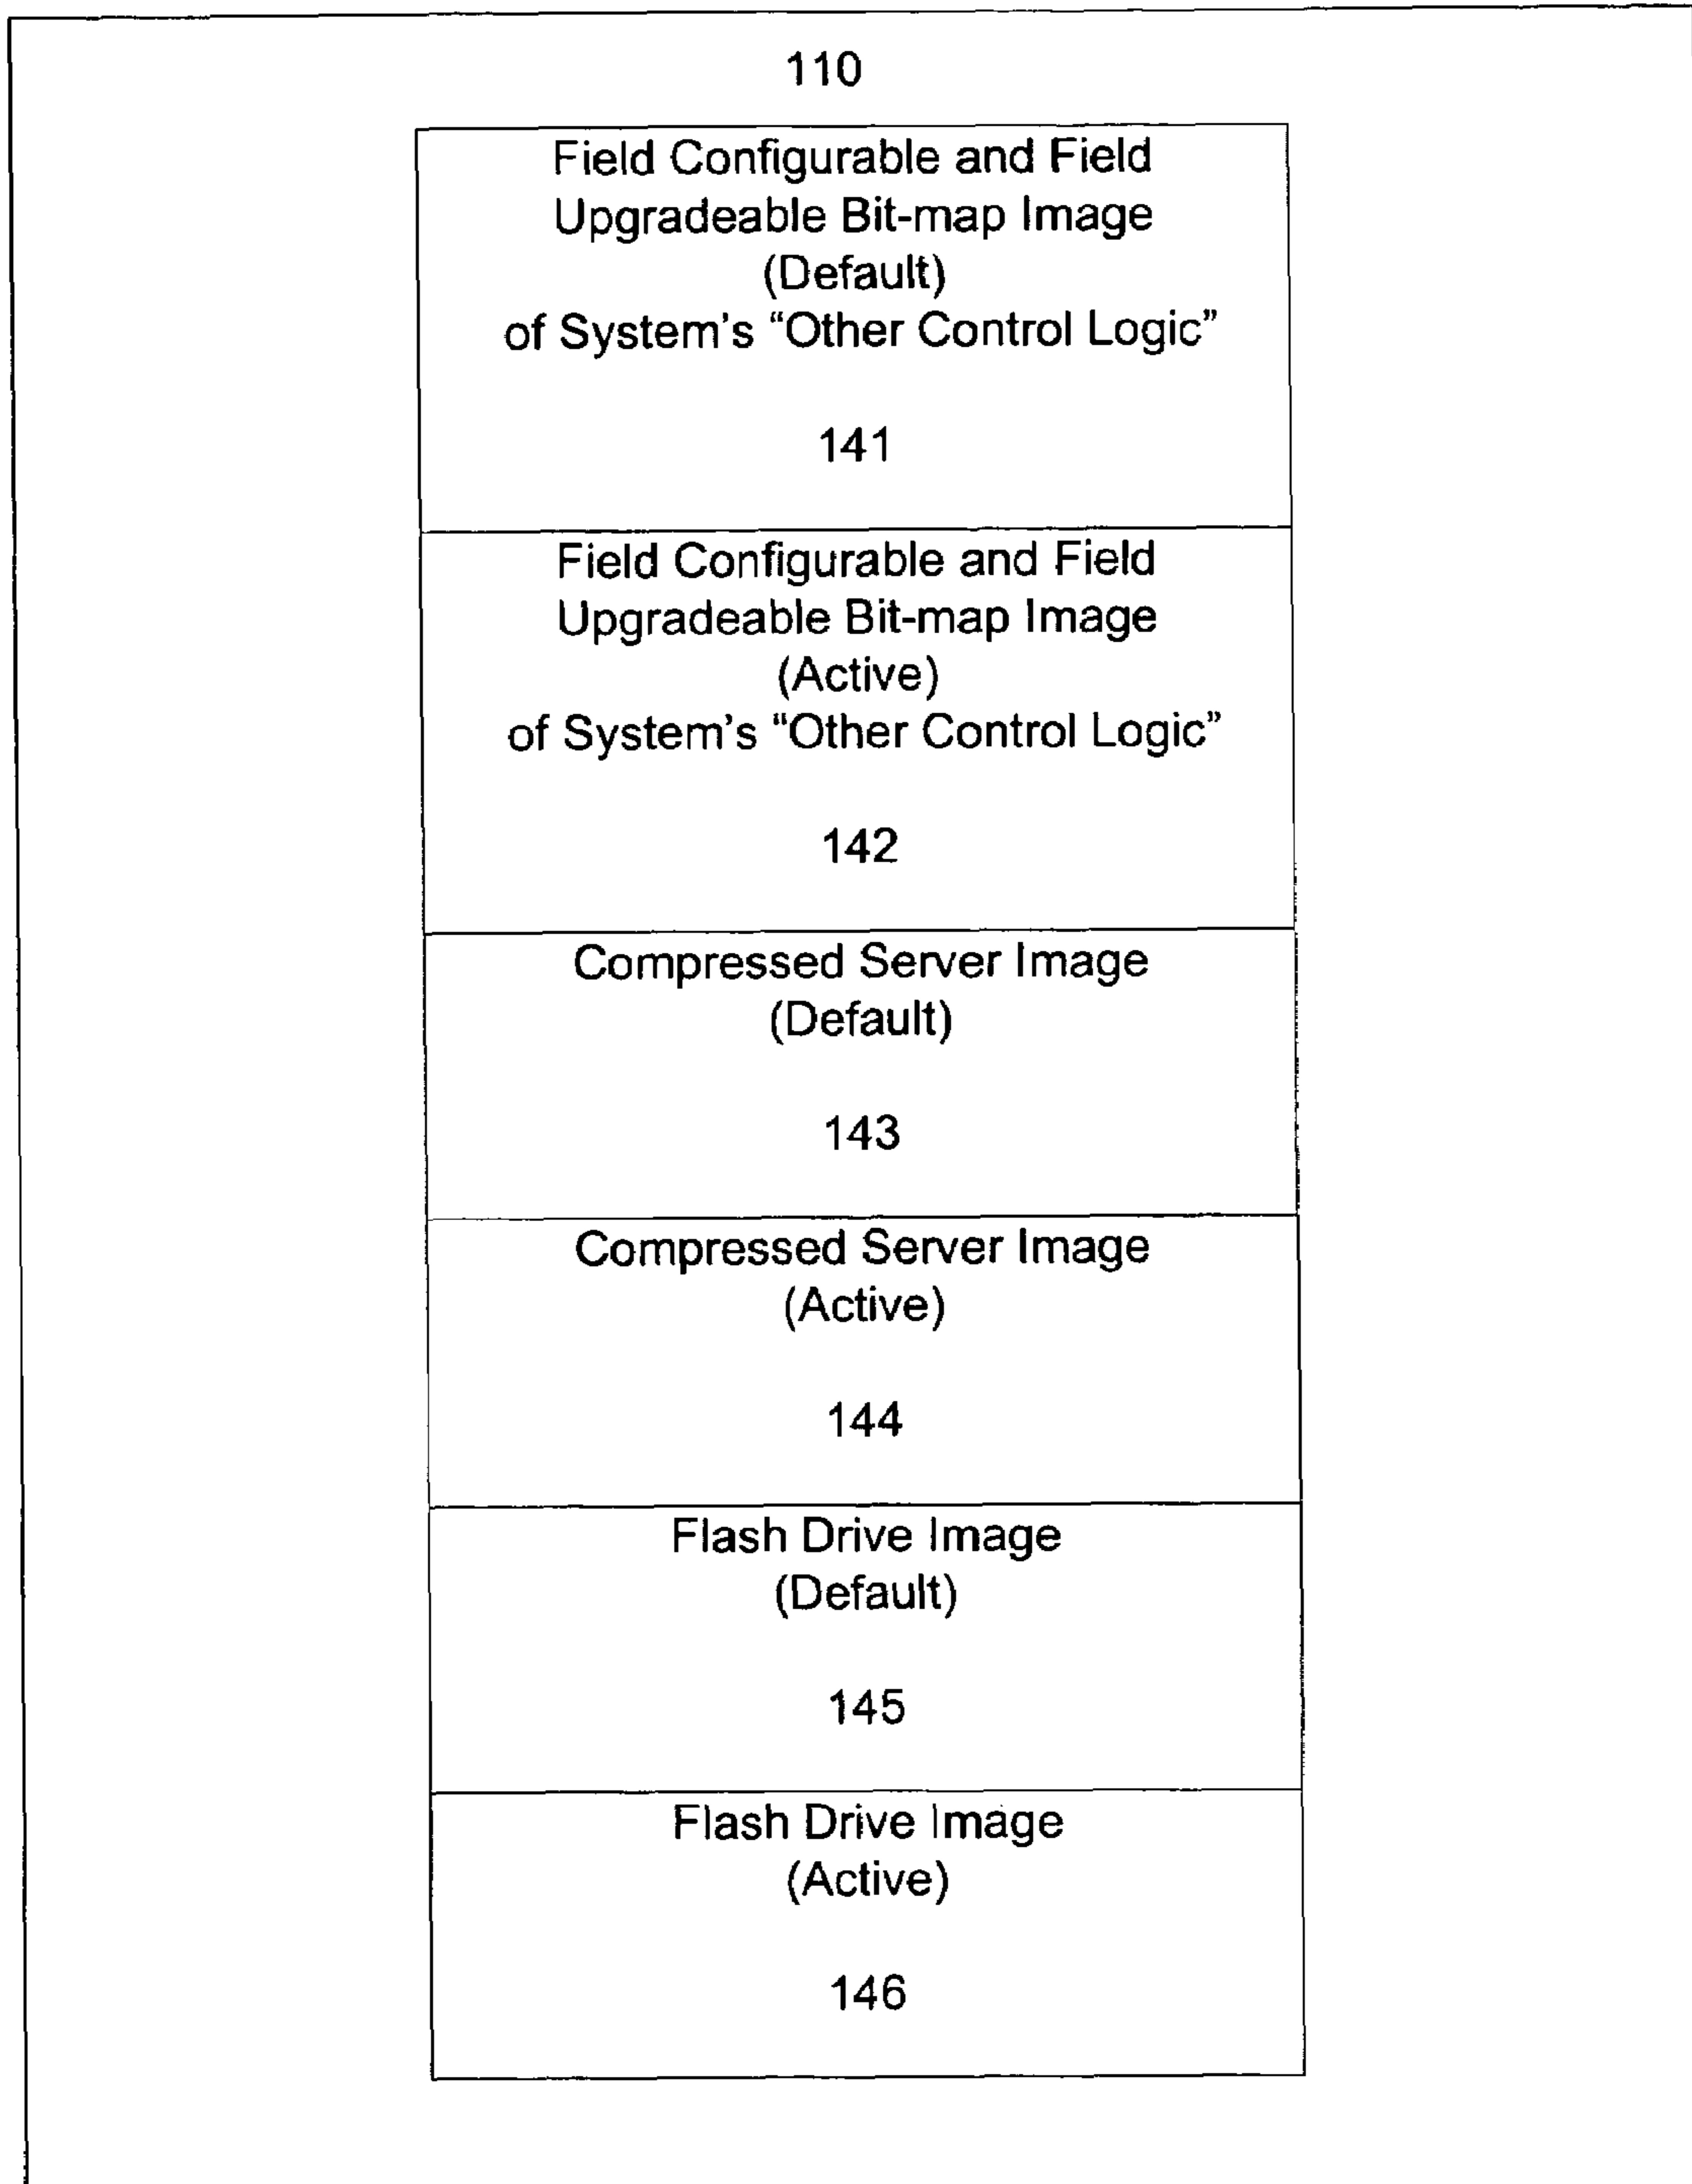 110
Field Configurable and Field
Upgradeable Bit-map Image
(Default)
of System's “Other Control Logic”
141
Field Configurable and Field
Upgradeable Bit-map Image
(Active)
of System's “Other Control Logic”
142
Compressed Server Image
(Default)
143
Compressed Server Image
(Active)
144
Flash Drive Image
(Default)
145
Flash Drive Image
(Active)
146